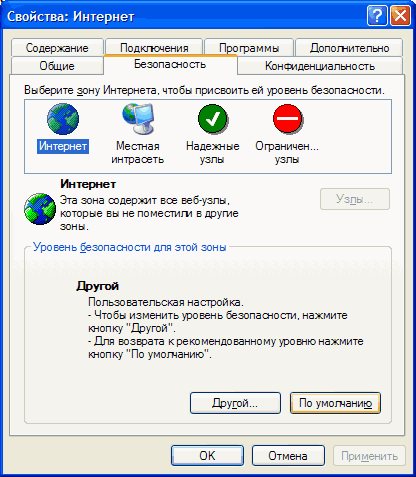 Свойства: Интернет
Содержание Подключения Программы Дополнительно
Общие Безопасность Конфиденциальность
Выберите зону Интернета, чтобы присвоить ей уровень безопасности.
Интернет Местная интрасеть Надежные узлы Ограничен... узлы
Интернет
Эта зона содержит все веб-узлы,
которые вы не поместили в другие
зоны.
Узлы...
Уровень безопасности для этой зоны
Другой
Пользовательская настройка.
- Чтобы изменить уровень безопасности, нажмите
кнопку "Другой".
- Для возврата к рекомендованному уровню нажмите
кнопку "По умолчанию".
Другой... По умолчанию
OK Отмена Применить